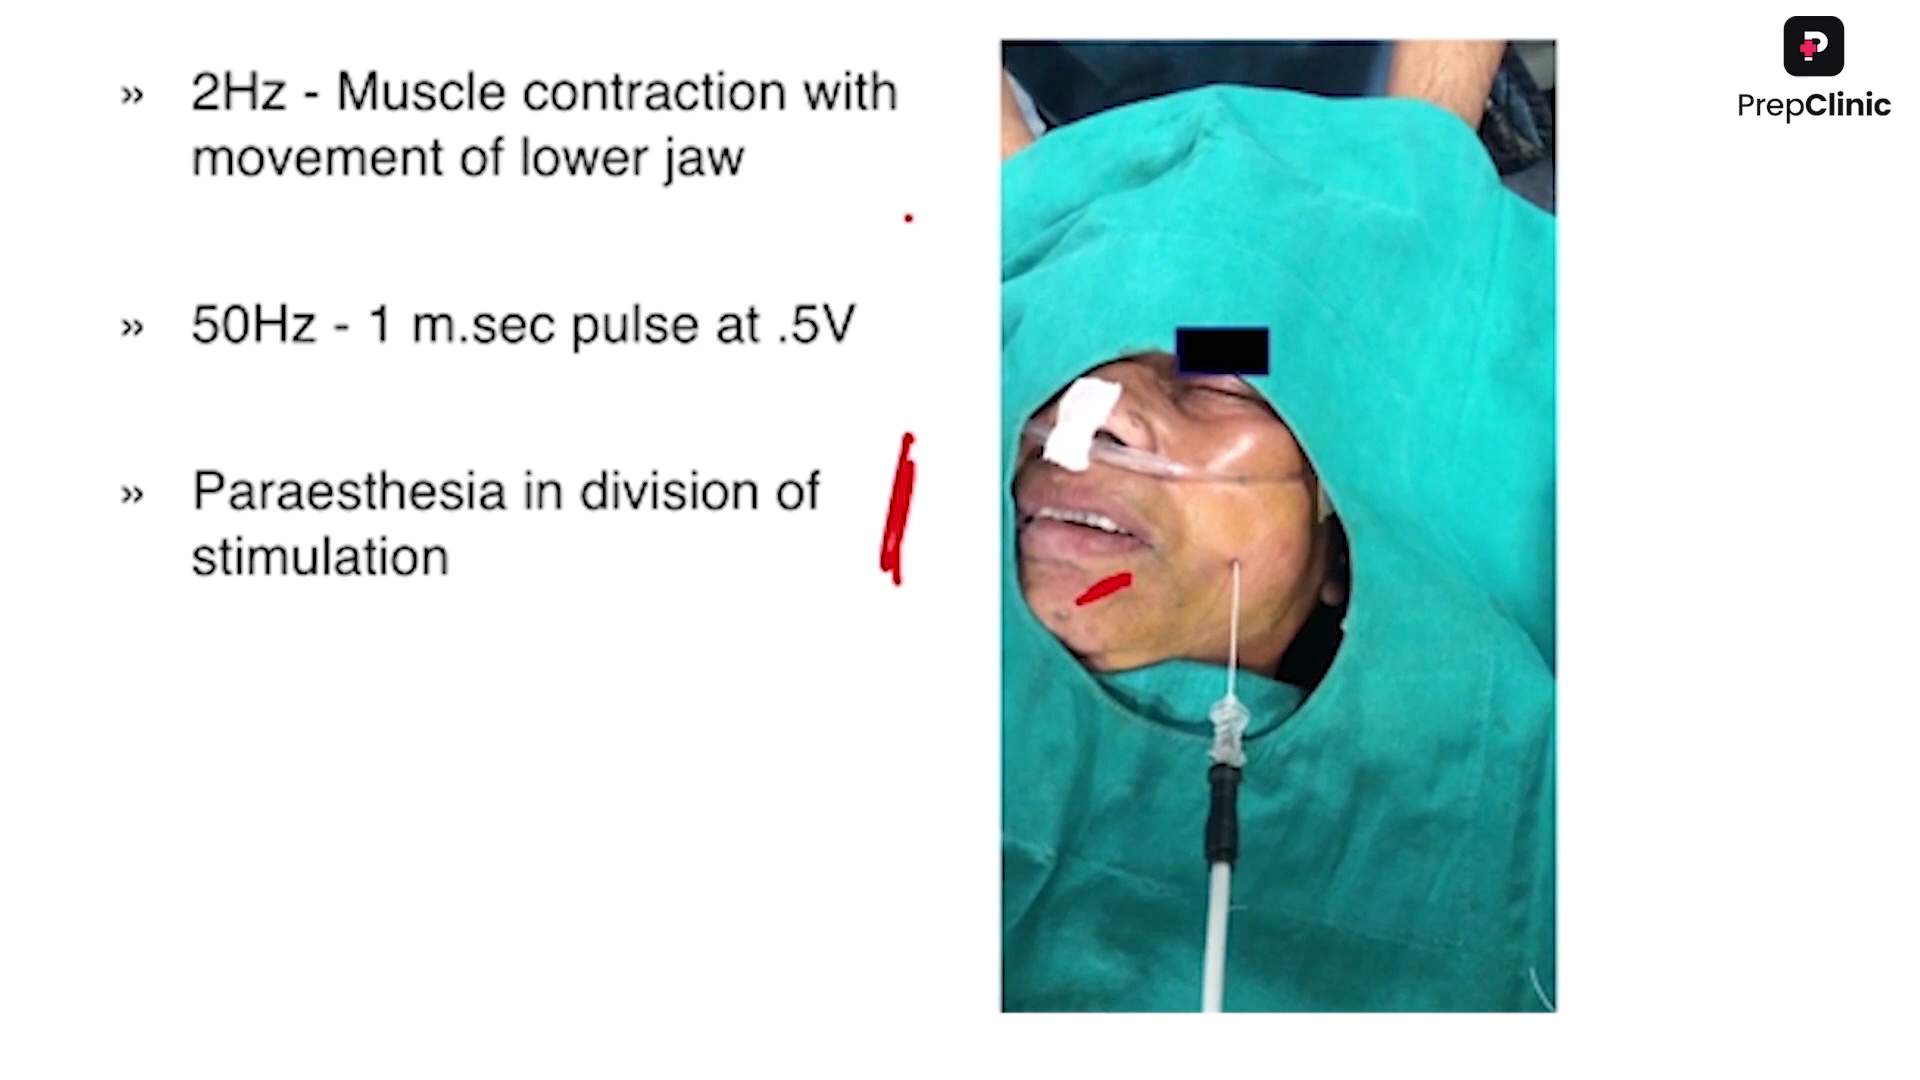 » 2Hz - Muscle contraction with
movement of lower jaw
» 50Hz - 1 m.sec pulse at .5V
» Paraesthesia in division of
stimulation
PrepClinic